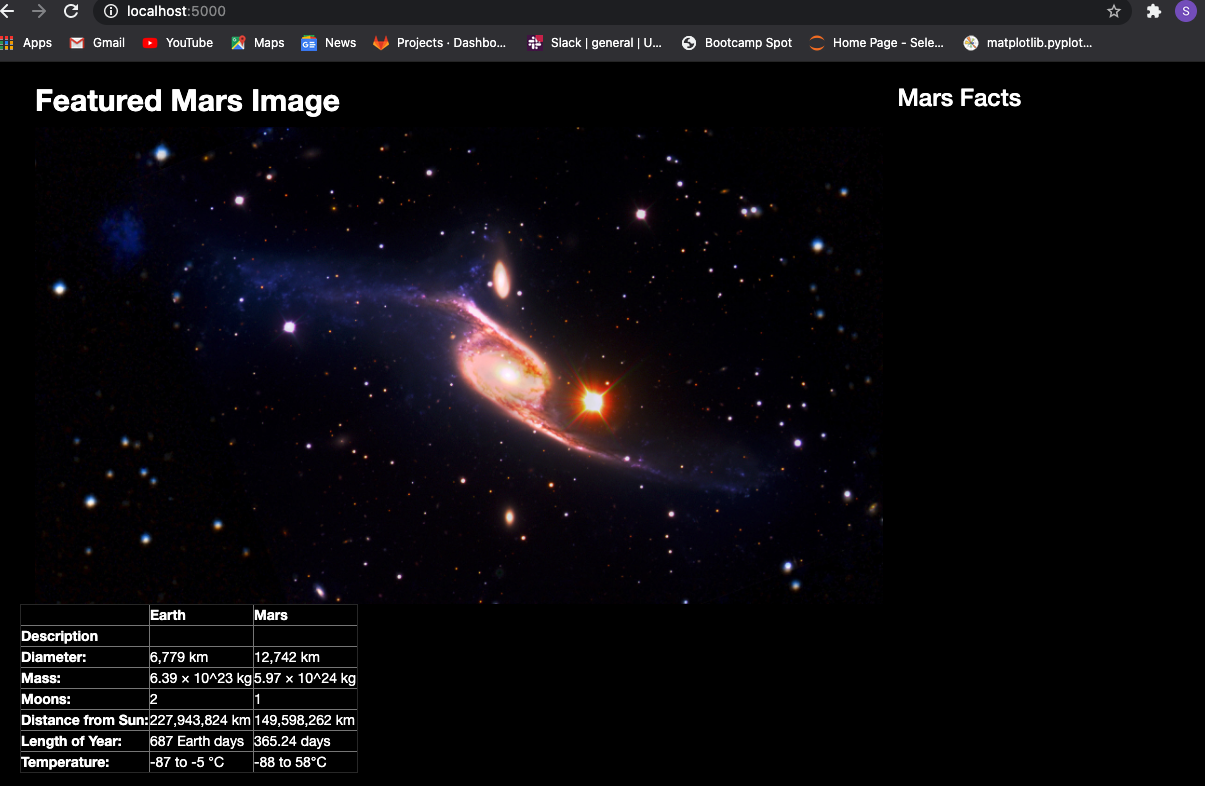 localhost:5000
S
Apps Gmail YouTube Maps News Projects · Dashbo... Slack | general | U... Bootcamp Spot Home Page - Sele... matplotlib.pyplot...
Featured Mars Image
Mars Facts
Earth Mars
Description
Diameter: 6,779 km 12,742 km
Mass: 6.39 × 10^23 kg 5.97 × 10^24 kg
Moons: 2 1
Distance from Sun: 227,943,824 km 149,598,262 km
Length of Year: 687 Earth days 365.24 days
Temperature: -87 to -5 °C -88 to 58°C